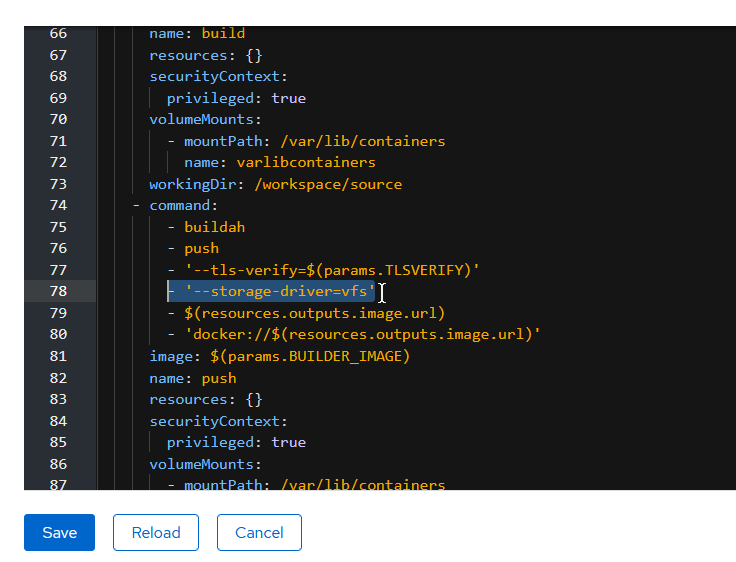 66 name: build
67 resources: {}
68 securityContext:
69 privileged: true
70 volumeMounts:
71 - mountPath: /var/lib/containers
72 name: varlibcontainers
73 workingDir: /workspace/source
74 - command:
75 - buildah
76 - push
77 - '--tls-verify=$(params.TLSVERIFY)'
78 - '--storage-driver=vfs'
79 - $(resources.outputs.image.url)
80 - 'docker://$(resources.outputs.image.url)'
81 image: $(params.BUILDER_IMAGE)
82 name: push
83 resources: {}
84 securityContext:
85 privileged: true
86 volumeMounts:
87 - mountPath: /var/lib/containers
Save Reload Cancel